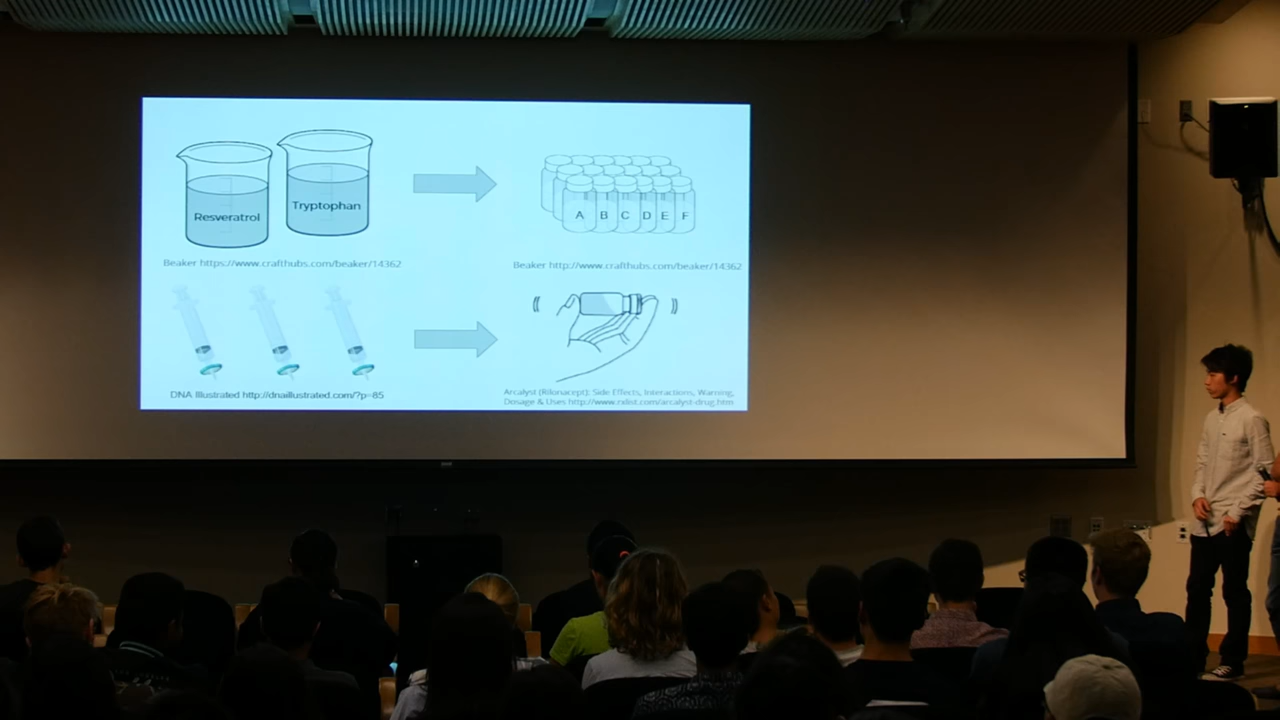 Resveratrol
Tryptophan
A B C D E F
Beaker https://www.crafthubs.com/beaker/14362
Beaker http://www.crafthubs.com/beaker/14362
DNA Illustrated http://dnaillustrated.com/?p=85
Arcalyst (Rilonacept): Side Effects, Interactions, Warning,
Dosage & Uses http://www.rxlist.com/arcalyst-drug.htm